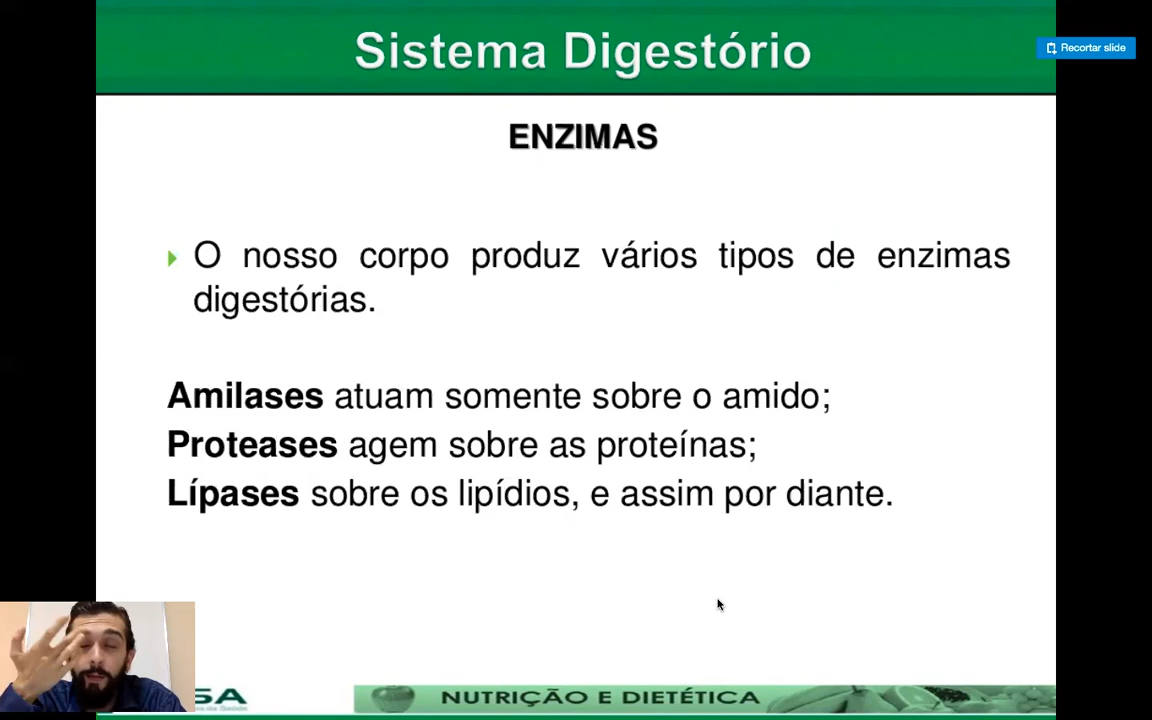 Sistema Digestório
Recortar slide
ENZIMAS
O nosso corpo produz vários tipos de enzimas
digestórias.
Amilases atuam somente sobre o amido;
Proteases agem sobre as proteínas;
Lípases sobre os lipídios, e assim por diante.
NUTRIÇÃO E DIETÉTICA